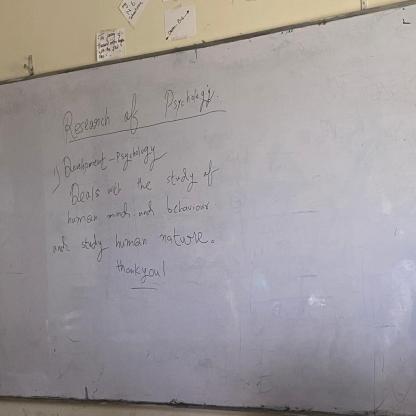 Research of Psychology.
1) Development-Psychology
Deals with the study of
human mind. and behaviour
and study human nature.
thankyou!